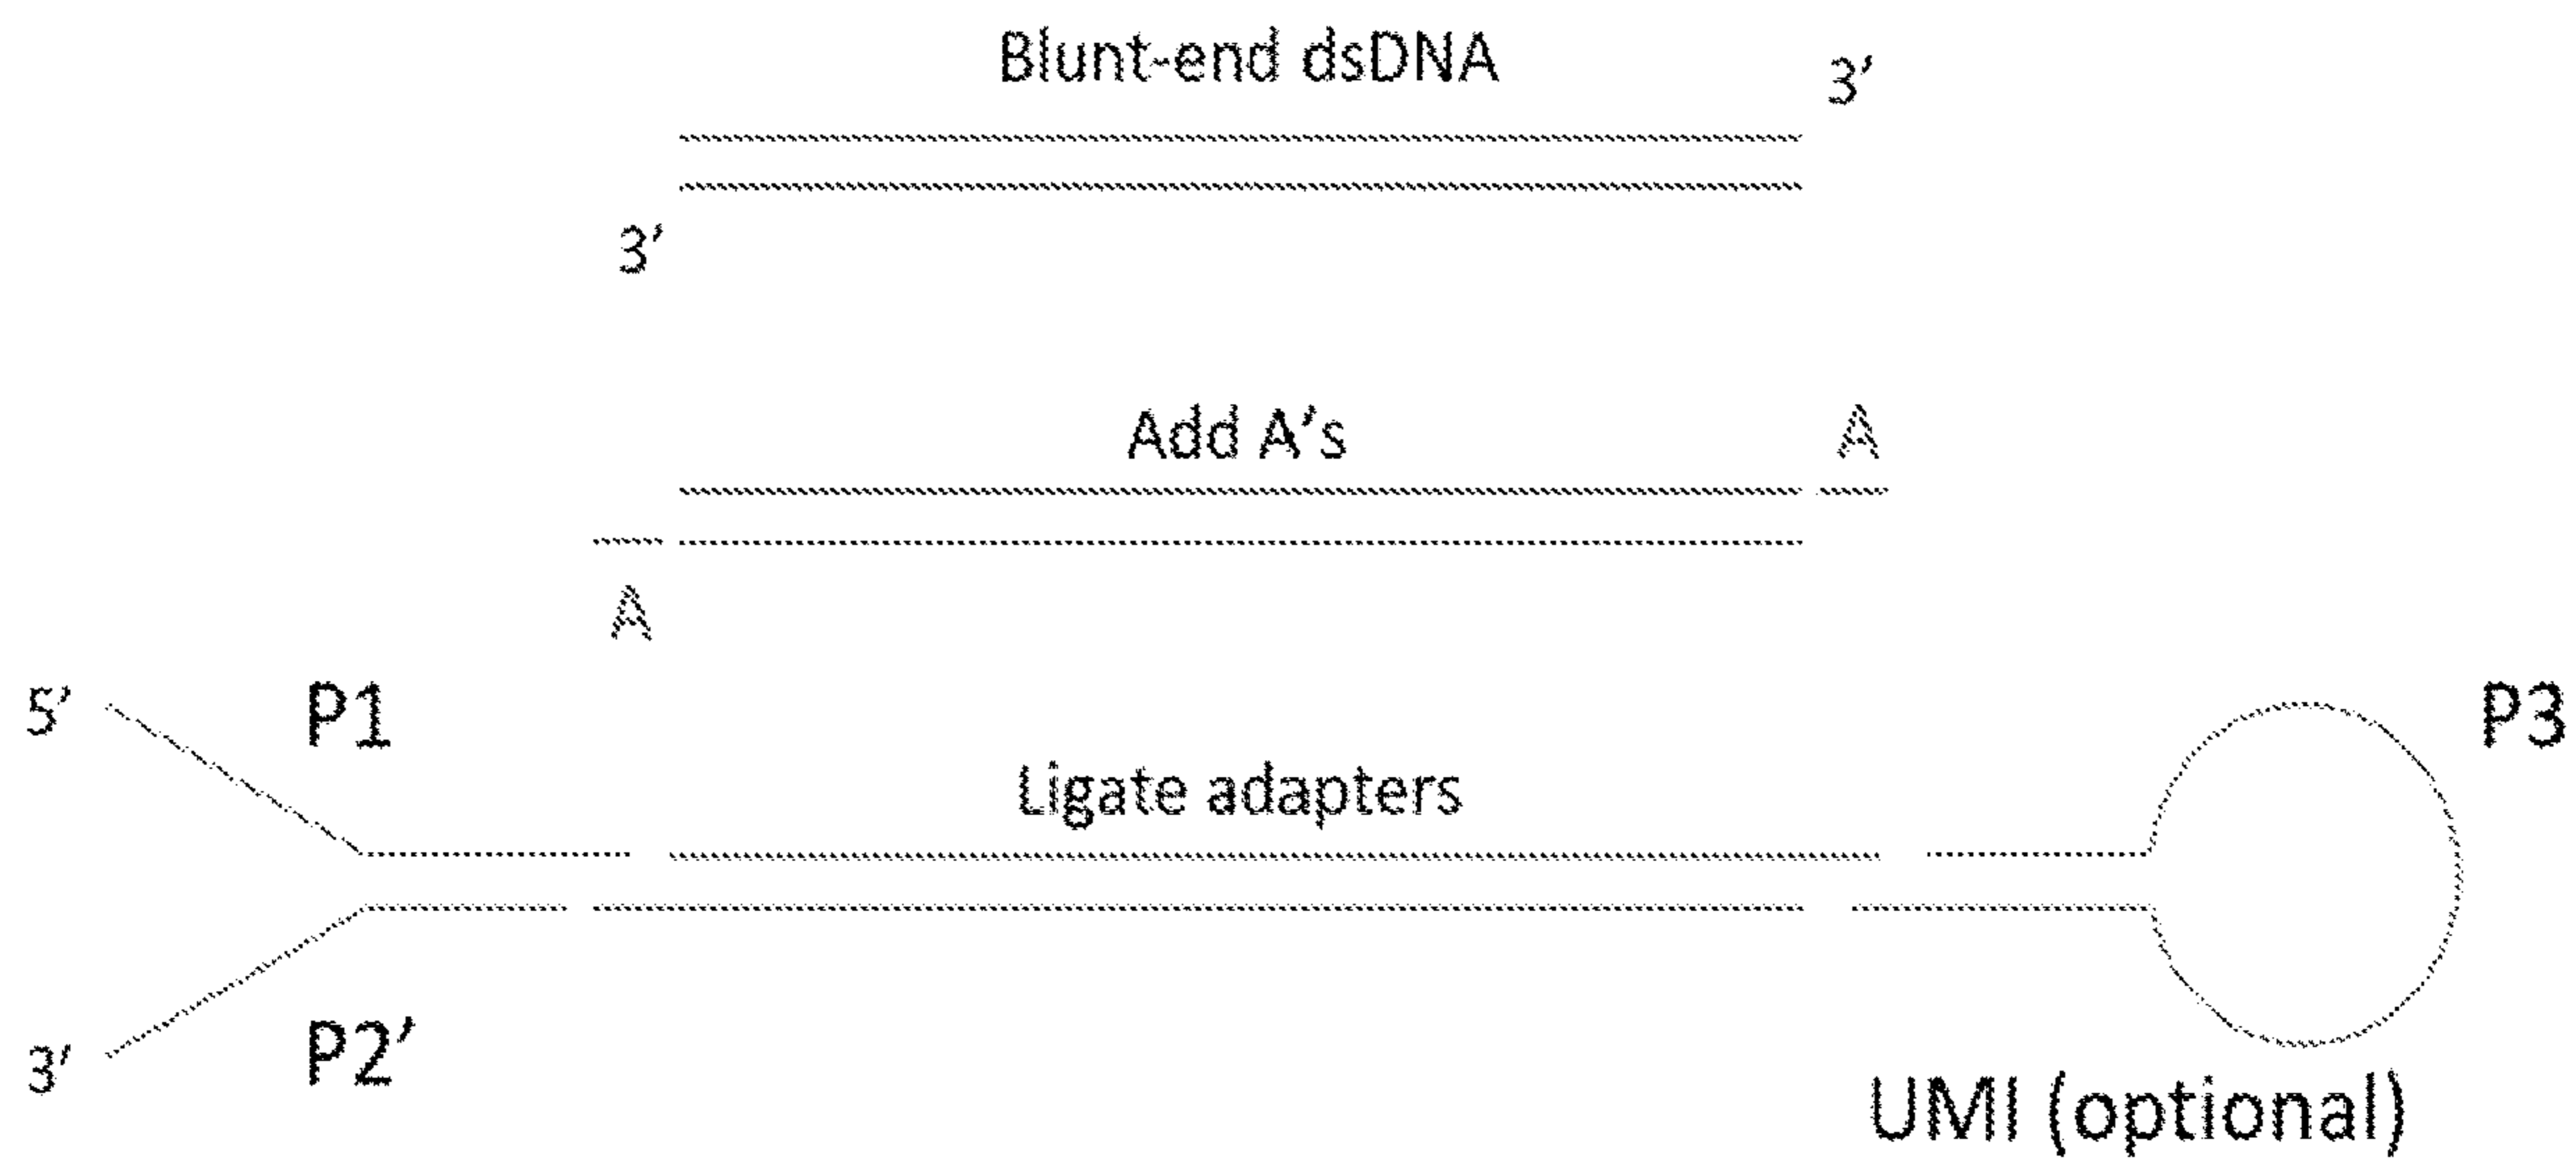 Blunt-end dsDNA
3'
3'
Add A's
A
A
5'
P1
P3
Ligate adapters
3'
P2'
UMI (optional)